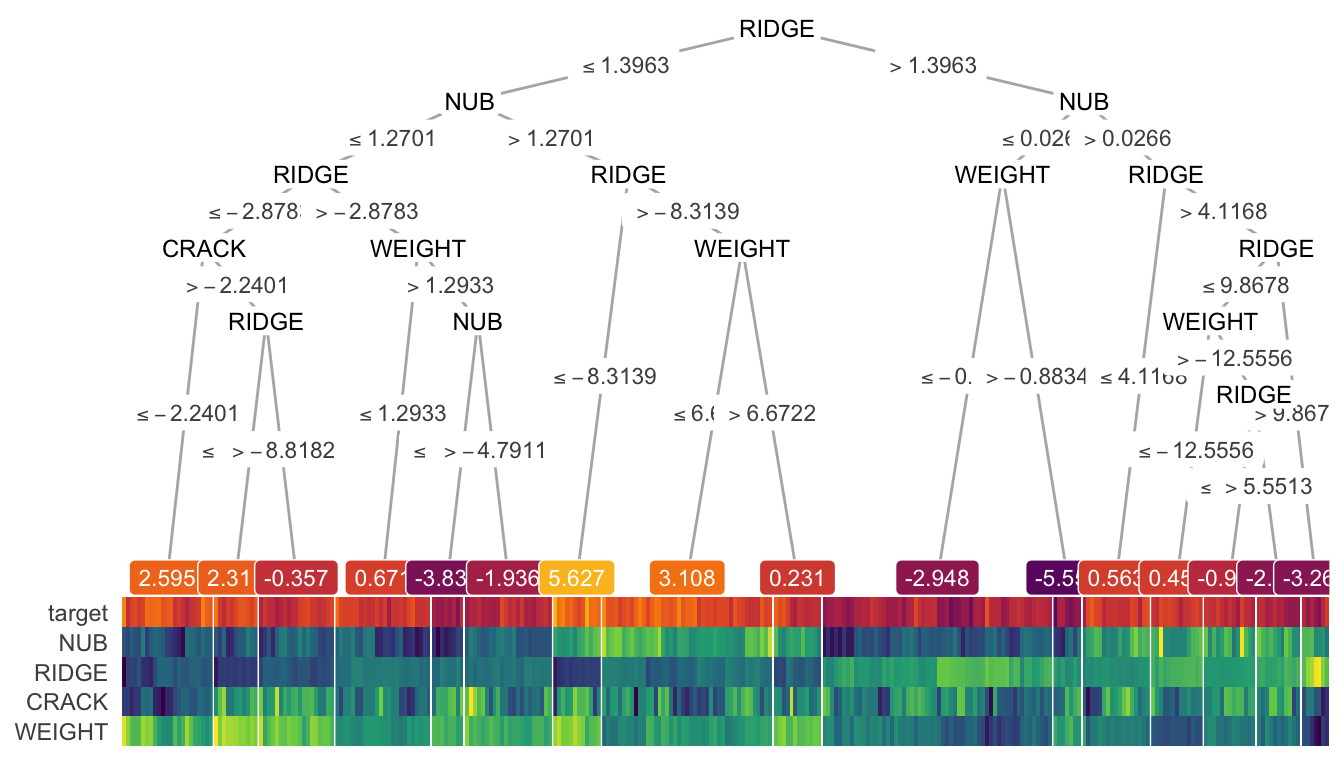 RIDGE
≤ 1.3963 > 1.3963
NUB NUB
≤ 1.2701 > 1.2701 ≤ 0.026 > 0.0266
RIDGE RIDGE WEIGHT RIDGE
≤ − 2.878 > − 2.8783 > − 8.3139 > 4.1168
CRACK WEIGHT WEIGHT RIDGE
> − 2.2401 > 1.2933 ≤ 9.8678
RIDGE NUB WEIGHT
> − 12.5556
≤ − 8.3139 ≤ − 0. > − 0.8834 ≤ 4.1168
RIDGE
≤ − 2.2401 ≤ 1.2933 ≤ 6.6 > 6.6722 > 9.867
≤ > − 8.8182 ≤ > − 4.7911 ≤ − 12.5556
≤ > 5.5513
2.595 2.31 -0.357 0.671 -3.83 -1.936 5.627 3.108 0.231 -2.948 -5.5 0.563 0.45 -0.9 -2. -3.26
target
NUB
RIDGE
CRACK
WEIGHT